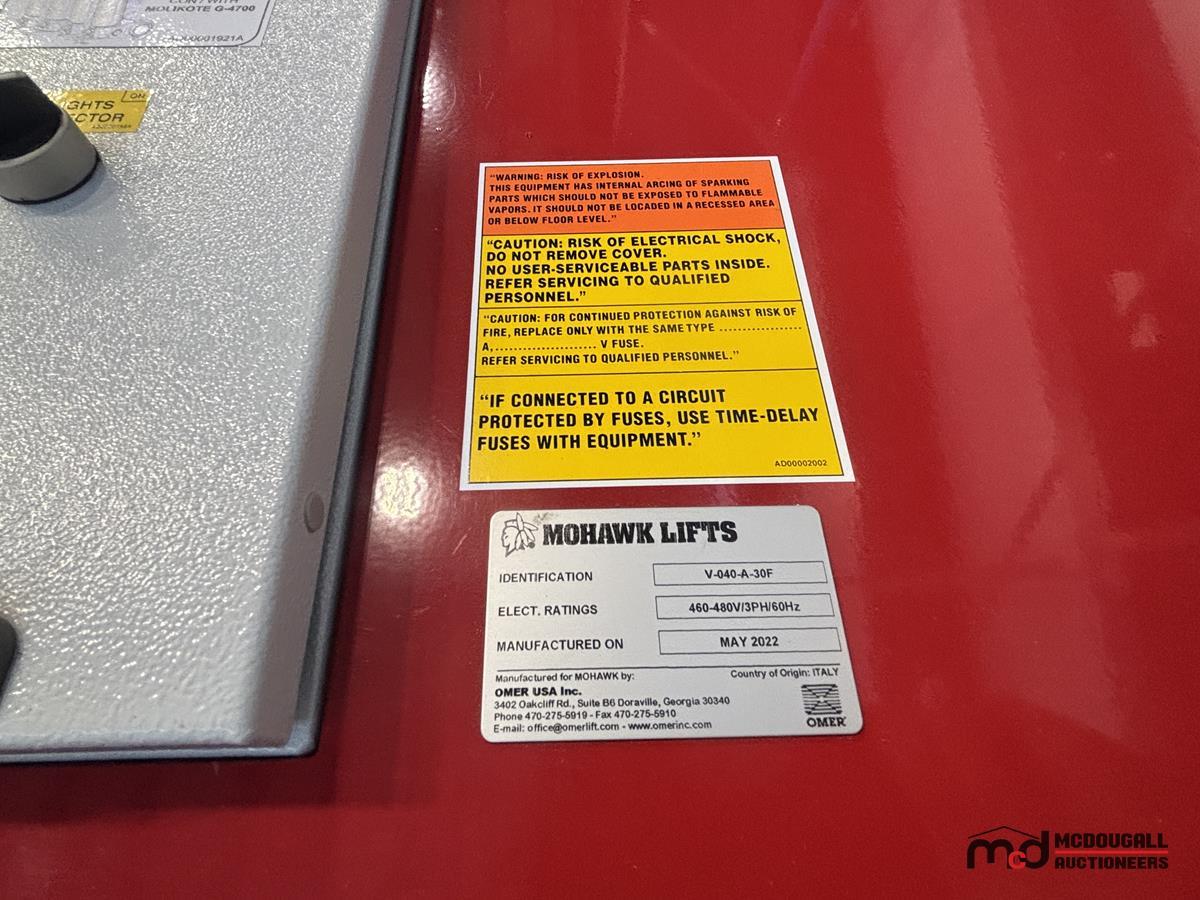 MOLIKOTE G-4700
ON
"WARNING: RISK OF EXPLOSION.
THIS EQUIPMENT HAS INTERNAL ARCING OF SPARKING
PARTS WHICH SHOULD NOT BE EXPOSED TO FLAMMABLE
VAPORS. IT SHOULD NOT BE LOCADED IN A RECESSED AREA
OR BELOW FLOOR LEVEL."
"CAUTION: RISK OF ELECTRICAL SHOCK,
DO NOT REMOVE COVER.
NO USER-SERVICEABLE PARTS INSIDE.
REFER SERVICING TO QUALIFIED
PERSONNEL."
"CAUTION: FOR CONTINUED PROTECTION AGAINST RISK OF
FIRE, REPLACE ONLY WITH THE SAME TYPE ..................
A, ...................... V FUSE.
REFER SERVICING TO QUALIFIED PERSONNEL."
"IF CONNECTED TO A CIRCUIT
PROTECTED BY FUSES, USE TIME-DELAY
FUSES WITH EQUIPMENT."
AD00002002
MOHAWK LIFTS
IDENTIFICATION V-040-A-30F
ELECT. RATINGS 460-480V/3PH/60Hz
MANUFACTURED ON MAY 2022
Manufactured for MOHAWK by: Country of Origin: ITALY
OMER USA Inc.
3402 Oakcliff Rd., Suite B6 Doraville, Georgia 30340
Phone 470-275-5919 - Fax 470-275-5910
E-mail: office@omerlift.com - www.omerinc.com
OMER
mcd MCDOUGALL
AUCTIONEERS